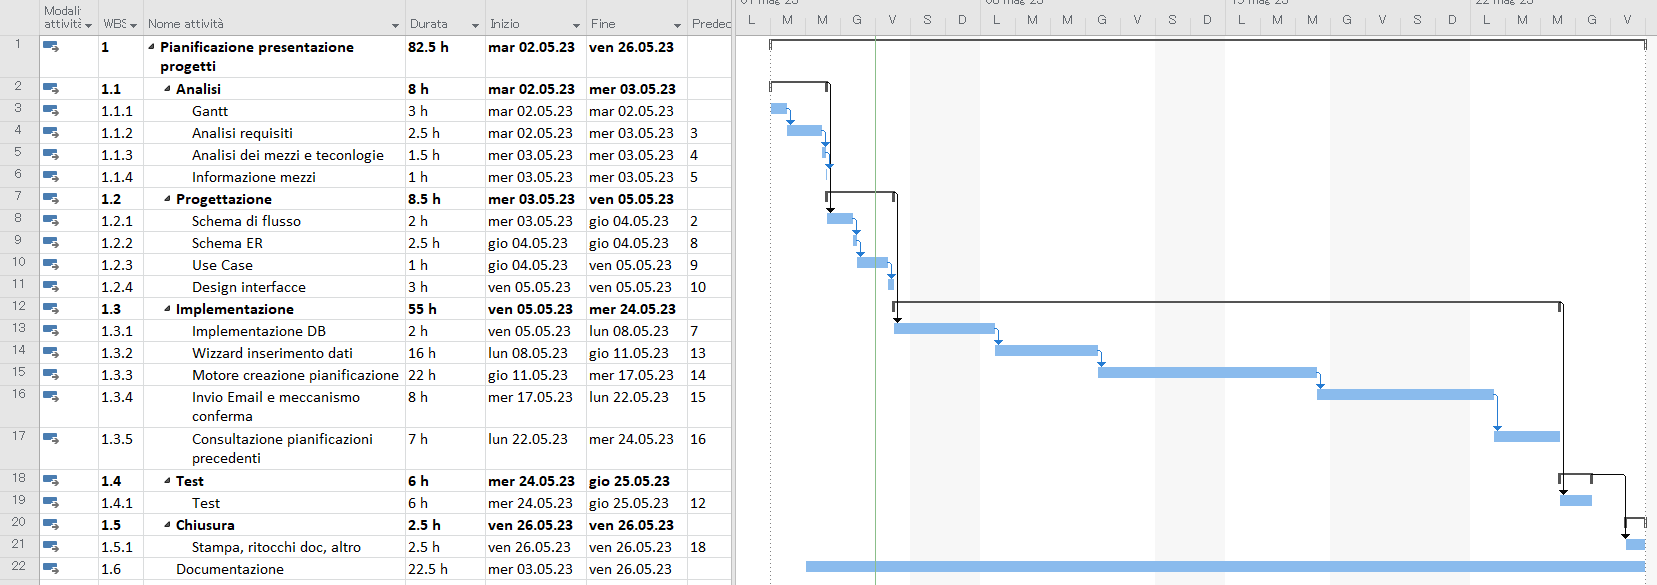 Modali
attività WBS Nome attività Durata Inizio Fine Predec
1 1 Pianificazione presentazione progetti 82.5 h mar 02.05.23 ven 26.05.23
2 1.1 Analisi 8 h mar 02.05.23 mer 03.05.23
3 1.1.1 Gantt 3 h mar 02.05.23 mar 02.05.23
4 1.1.2 Analisi requisiti 2.5 h mar 02.05.23 mer 03.05.23 3
5 1.1.3 Analisi dei mezzi e teconlogie 1.5 h mer 03.05.23 mer 03.05.23 4
6 1.1.4 Informazione mezzi 1 h mer 03.05.23 mer 03.05.23 5
7 1.2 Progettazione 8.5 h mer 03.05.23 ven 05.05.23
8 1.2.1 Schema di flusso 2 h mer 03.05.23 gio 04.05.23 2
9 1.2.2 Schema ER 2.5 h gio 04.05.23 gio 04.05.23 8
10 1.2.3 Use Case 1 h gio 04.05.23 ven 05.05.23 9
11 1.2.4 Design interfacce 3 h ven 05.05.23 ven 05.05.23 10
12 1.3 Implementazione 55 h ven 05.05.23 mer 24.05.23
13 1.3.1 Implementazione DB 2 h ven 05.05.23 lun 08.05.23 7
14 1.3.2 Wizzard inserimento dati 16 h lun 08.05.23 gio 11.05.23 13
15 1.3.3 Motore creazione pianificazione 22 h gio 11.05.23 mer 17.05.23 14
16 1.3.4 Invio Email e meccanismo conferma 8 h mer 17.05.23 lun 22.05.23 15
17 1.3.5 Consultazione pianificazioni precedenti 7 h lun 22.05.23 mer 24.05.23 16
18 1.4 Test 6 h mer 24.05.23 gio 25.05.23
19 1.4.1 Test 6 h mer 24.05.23 gio 25.05.23 12
20 1.5 Chiusura 2.5 h ven 26.05.23 ven 26.05.23
21 1.5.1 Stampa, ritocchi doc, altro 2.5 h ven 26.05.23 ven 26.05.23 18
22 1.6 Documentazione 22.5 h mer 03.05.23 ven 26.05.23
01 mag 23 08 mag 23 15 mag 23 22 mag 23
L M M G V S D L M M G V S D L M M G V S D L M M G V